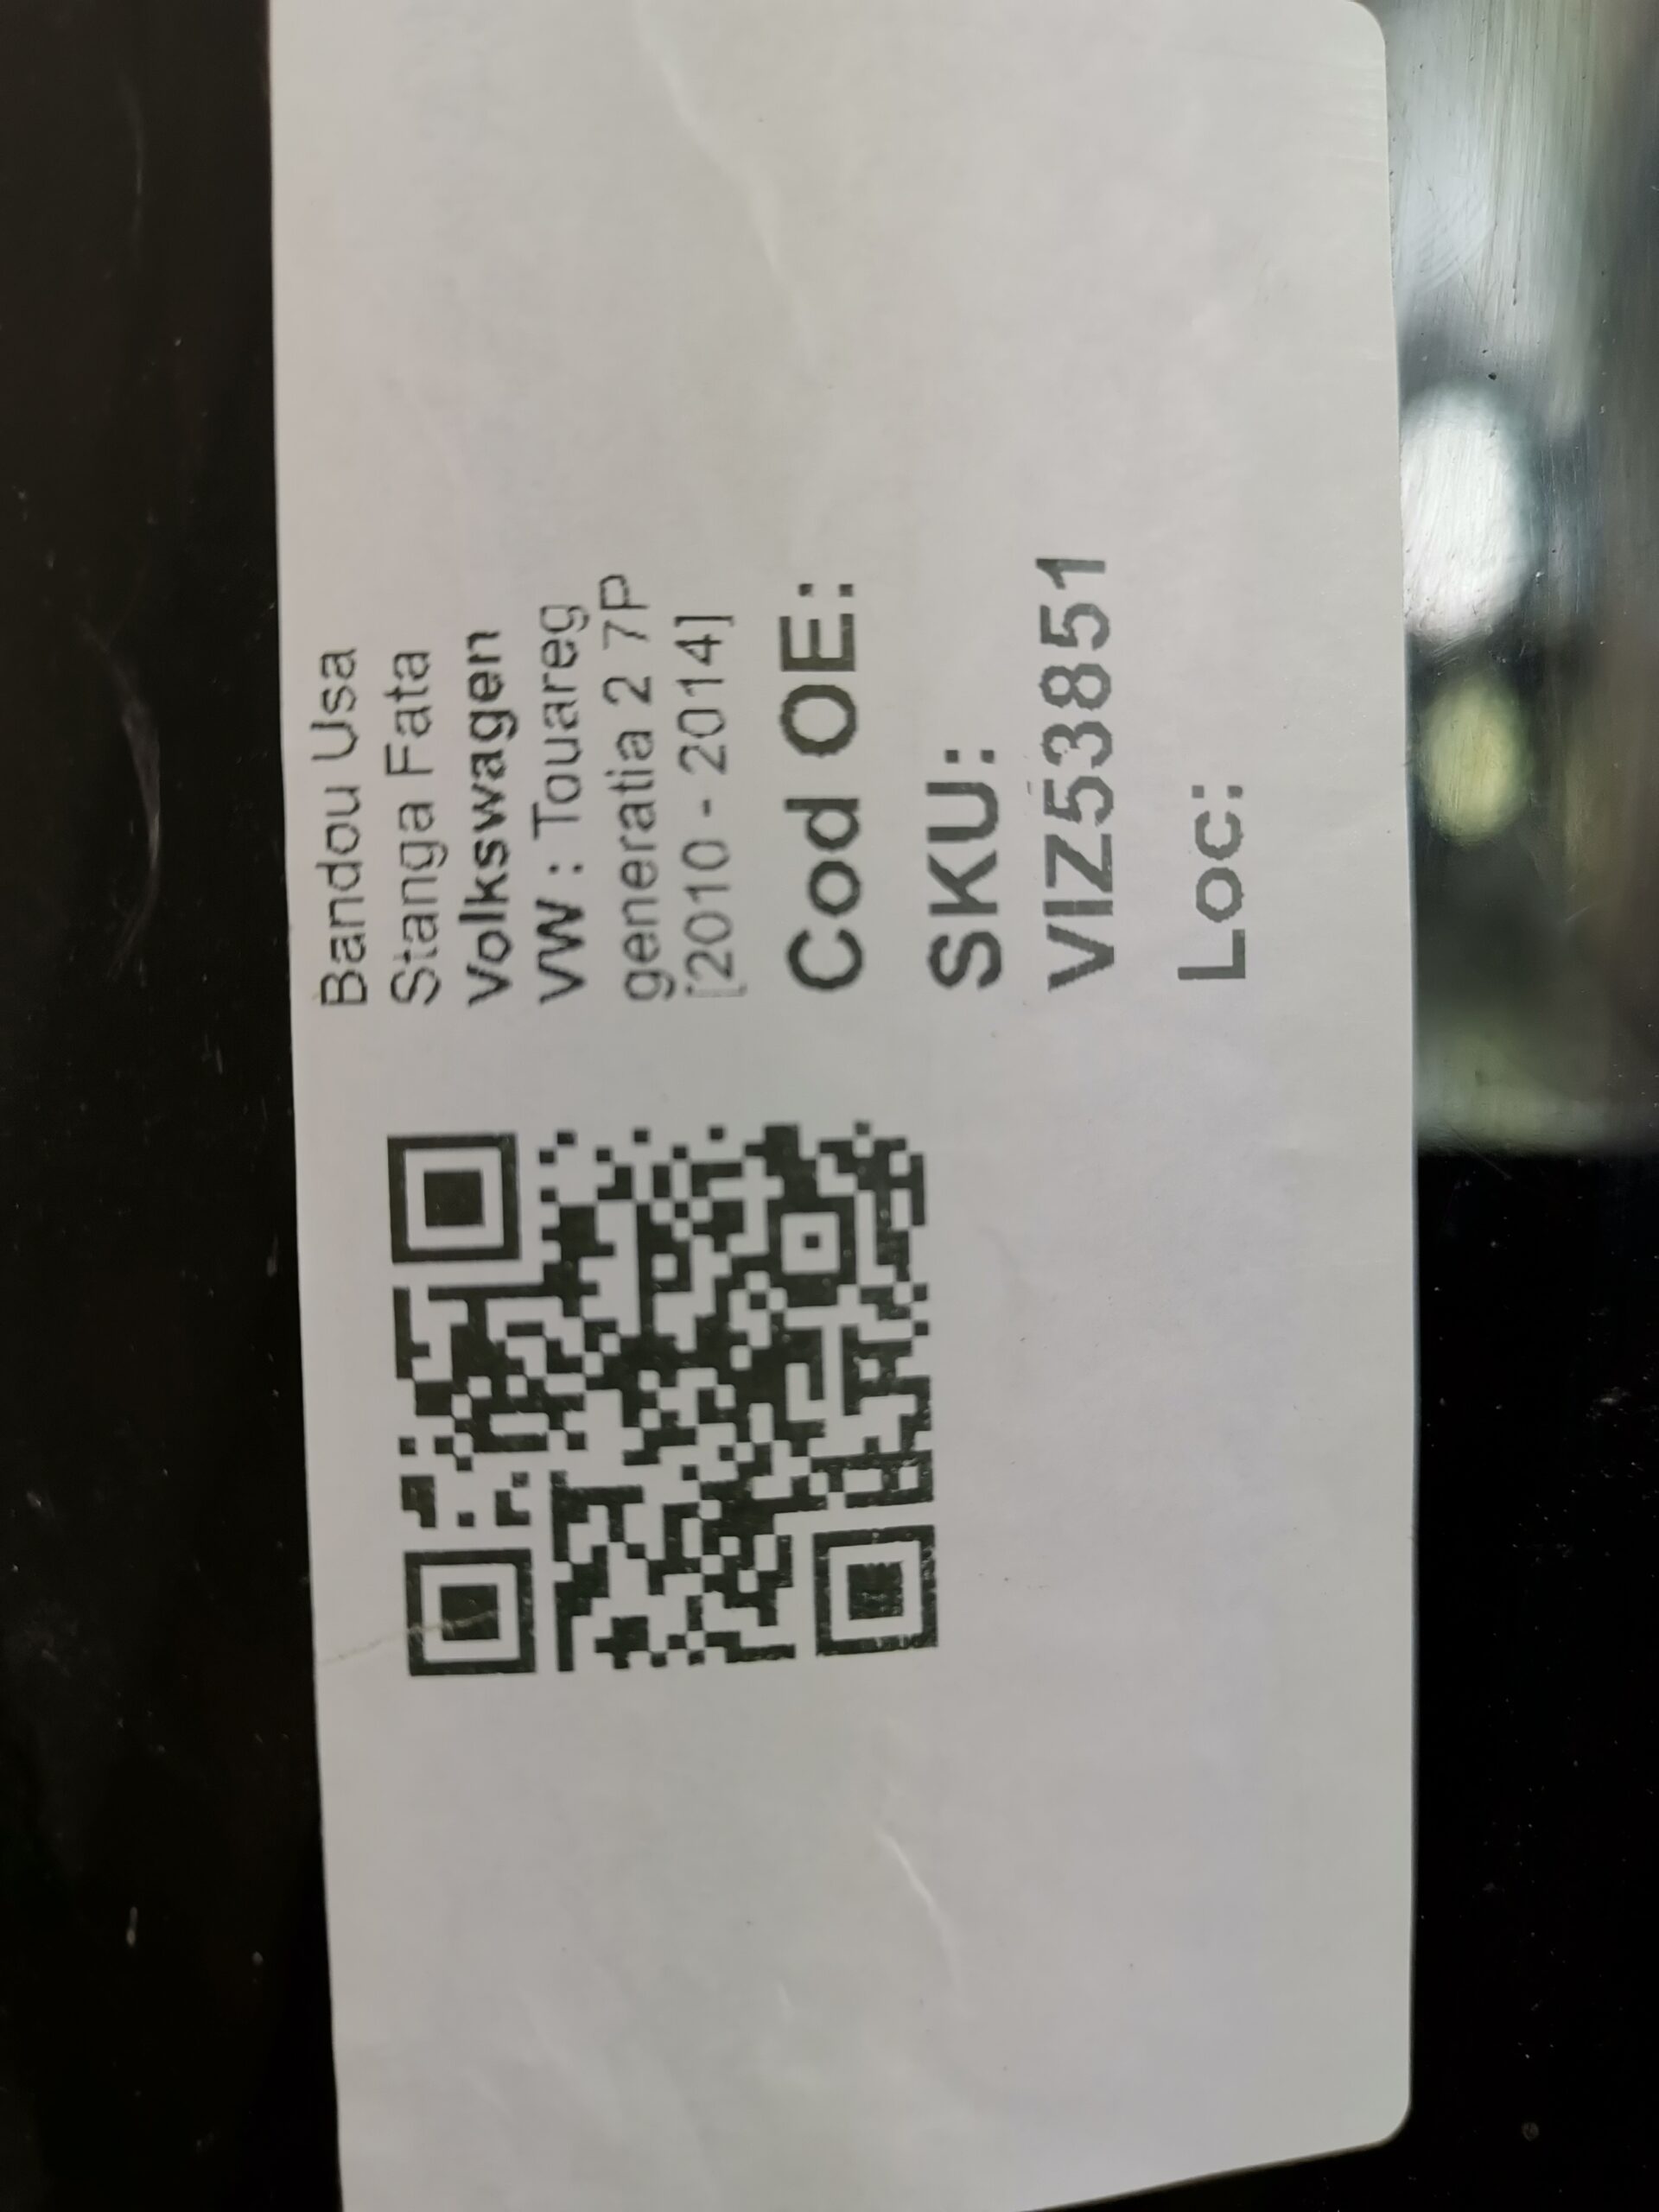 Bandou Usa
Stanga Fata
Volkswagen
VW : Touareg
generatia 2 7P
[2010 - 2014]
Cod OE:
SKU:
VIZ53851
Loc: